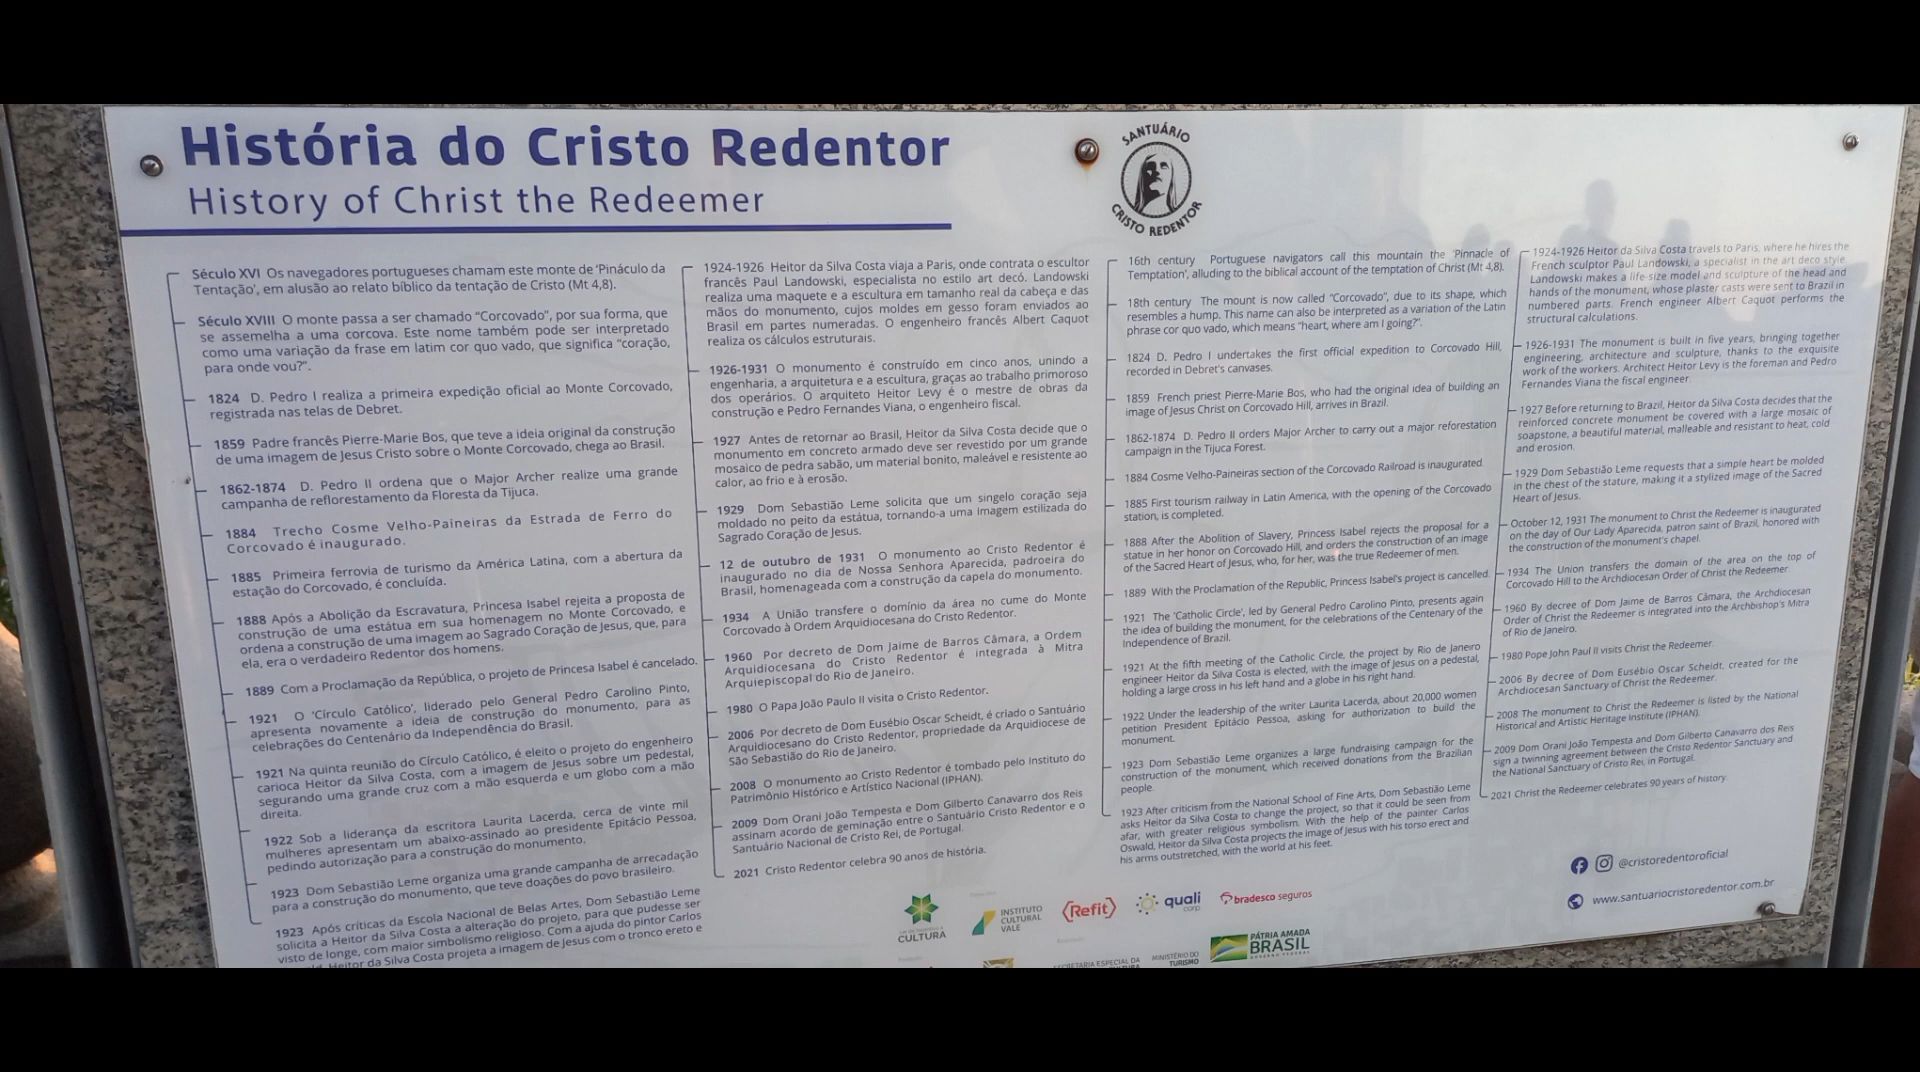 História do Cristo Redentor
History of Christ the Redeemer
SANTUÁRIO
CRISTO REDENTOR
Século XVI Os navegadores portugueses chamam este monte de 'Pináculo da
Tentação', em alusão ao relato bíblico da tentação de Cristo (Mt 4,8).
Século XVIII O monte passa a ser chamado “Corcovado”, por sua forma, que
se assemelha a uma corcova. Este nome também pode ser interpretado
como uma variação da frase em latim cor quo vado, que significa “coração,
para onde vou?”.
1824 D. Pedro I realiza a primeira expedição oficial ao Monte Corcovado,
registrada nas telas de Debret.
1859 Padre francês Pierre-Marie Bos, que teve a ideia original da construção
de uma imagem de Jesus Cristo sobre o Monte Corcovado, chega ao Brasil.
1862-1874 D. Pedro II ordena que o Major Archer realize uma grande
campanha de reflorestamento da Floresta da Tijuca.
1884 Trecho Cosme Velho-Paineiras da Estrada de Ferro do
Corcovado é inaugurado.
1885 Primeira ferrovia de turismo da América Latina, com a abertura da
estação do Corcovado, é concluída.
1888 Após a Abolição da Escravatura, Princesa Isabel rejeita a proposta de
construção de uma estátua em sua homenagem no Monte Corcovado, e
ordena a construção de uma imagem ao Sagrado Coração de Jesus, que, para
ela, era o verdadeiro Redentor dos homens.
1889 Com a Proclamação da República, o projeto de Princesa Isabel é cancelado.
1921 O 'Círculo Católico', liderado pelo General Pedro Carolino Pinto,
apresenta novamente a ideia de construção do monumento, para as
celebrações do Centenário da Independência do Brasil.
1921 Na quinta reunião do Círculo Católico, é eleito o projeto do engenheiro
carioca Heitor da Silva Costa, com a imagem de Jesus sobre um pedestal,
segurando uma grande cruz com a mão esquerda e um globo com a mão
direita.
1922 Sob a liderança da escritora Laurita Lacerda, cerca de vinte mil
mulheres apresentam um abaixo-assinado ao presidente Epitácio Pessoa,
pedindo autorização para a construção do monumento.
1923 Dom Sebastião Leme organiza uma grande campanha de arrecadação
para a construção do monumento, que teve doações do povo brasileiro.
1923 Após críticas da Escola Nacional de Belas Artes, Dom Sebastião Leme
solicita a Heitor da Silva Costa a alteração do projeto, para que pudesse ser
visto de longe, com maior simbolismo religioso. Com a ajuda do pintor Carlos
Heitor da Silva Costa projeta a imagem de Jesus com o tronco ereto e
1924-1926 Heitor da Silva Costa viaja a Paris, onde contrata o escultor
francês Paul Landowski, especialista no estilo art decó. Landowski
realiza uma maquete e a escultura em tamanho real da cabeça e das
mãos do monumento, cujos moldes em gesso foram enviados ao
Brasil em partes numeradas. O engenheiro francês Albert Caquot
realiza os cálculos estruturais.
1926-1931 O monumento é construído em cinco anos, unindo a
engenharia, a arquitetura e a escultura, graças ao trabalho primoroso
dos operários. O arquiteto Heitor Levy é o mestre de obras da
construção e Pedro Fernandes Viana, o engenheiro fiscal.
1927 Antes de retornar ao Brasil, Heitor da Silva Costa decide que o
monumento em concreto armado deve ser revestido por um grande
mosaico de pedra sabão, um material bonito, maleável e resistente ao
calor, ao frio e à erosão.
1929 Dom Sebastião Leme solicita que um singelo coração seja
moldado no peito da estátua, tornando-a uma imagem estilizada do
Sagrado Coração de Jesus.
12 de outubro de 1931 O monumento ao Cristo Redentor é
inaugurado no dia de Nossa Senhora Aparecida, padroeira do
Brasil, homenageada com a construção da capela do monumento.
1934 A União transfere o domínio da área no cume do Monte
Corcovado à Ordem Arquidiocesana do Cristo Redentor.
1960 Por decreto de Dom Jaime de Barros Câmara, a Ordem
Arquidiocesana do Cristo Redentor é integrada à Mitra
Arquiepiscopal do Rio de Janeiro.
1980 O Papa João Paulo II visita o Cristo Redentor.
2006 Por decreto de Dom Eusébio Oscar Scheidt, é criado o Santuário
Arquidiocesano do Cristo Redentor, propriedade da Arquidiocese de
São Sebastião do Rio de Janeiro.
2008 O monumento ao Cristo Redentor é tombado pelo Instituto do
Patrimônio Histórico e Artístico Nacional (IPHAN).
2009 Dom Orani João Tempesta e Dom Gilberto Canavarro dos Reis
assinam acordo de geminação entre o Santuário Cristo Redentor e o
Santuário Nacional de Cristo Rei, de Portugal.
2021 Cristo Redentor celebra 90 anos de história.
16th century Portuguese navigators call this mountain the 'Pinnacle of
Temptation', alluding to the biblical account of the temptation of Christ (Mt 4,8).
18th century The mount is now called “Corcovado”, due to its shape, which
resembles a hump. This name can also be interpreted as a variation of the Latin
phrase cor quo vado, which means “heart, where am I going?”.
1824 D. Pedro I undertakes the first official expedition to Corcovado Hill,
recorded in Debret's canvases.
1859 French priest Pierre-Marie Bos, who had the original idea of building an
image of Jesus Christ on Corcovado Hill, arrives in Brazil.
1862-1874 D. Pedro II orders Major Archer to carry out a major reforestation
campaign in the Tijuca Forest.
1884 Cosme Velho-Paineiras section of the Corcovado Railroad is inaugurated.
1885 First tourism railway in Latin America, with the opening of the Corcovado
station, is completed.
1888 After the Abolition of Slavery, Princess Isabel rejects the proposal for a
statue in her honor on Corcovado Hill, and orders the construction of an image
of the Sacred Heart of Jesus, who, for her, was the true Redeemer of men.
1889 With the Proclamation of the Republic, Princess Isabel's project is cancelled.
1921 The 'Catholic Circle', led by General Pedro Carolino Pinto, presents again
the idea of building the monument, for the celebrations of the Centenary of the
Independence of Brazil.
1921 At the fifth meeting of the Catholic Circle, the project by Rio de Janeiro
engineer Heitor da Silva Costa is elected, with the image of Jesus on a pedestal,
holding a large cross in his left hand and a globe in his right hand.
1922 Under the leadership of the writer Laurita Lacerda, about 20,000 women
petition President Epitácio Pessoa, asking for authorization to build the
monument.
1923 Dom Sebastião Leme organizes a large fundraising campaign for the
construction of the monument, which received donations from the Brazilian
people.
1923 After criticism from the National School of Fine Arts, Dom Sebastião Leme
asks Heitor da Silva Costa to change the project, so that it could be seen from
afar, with greater religious symbolism. With the help of the painter Carlos
Oswald, Heitor da Silva Costa projects the image of Jesus with his torso erect and
his arms outstretched, with the world at his feet.
1924-1926 Heitor da Silva Costa travels to Paris, where he hires the
French sculptor Paul Landowski, a specialist in the art deco style.
Landowski makes a life-size model and sculpture of the head and
hands of the monument, whose plaster casts were sent to Brazil in
numbered parts. French engineer Albert Caquot performs the
structural calculations.
1926-1931 The monument is built in five years, bringing together
engineering, architecture and sculpture, thanks to the exquisite
work of the workers. Architect Heitor Levy is the foreman and Pedro
Fernandes Viana the fiscal engineer.
1927 Before returning to Brazil, Heitor da Silva Costa decides that the
reinforced concrete monument be covered with a large mosaic of
soapstone, a beautiful material, malleable and resistant to heat, cold
and erosion.
1929 Dom Sebastião Leme requests that a simple heart be molded
in the chest of the stature, making it a stylized image of the Sacred
Heart of Jesus.
October 12, 1931 The monument to Christ the Redeemer is inaugurated
on the day of Our Lady Aparecida, patron saint of Brazil, honored with
the construction of the monument's chapel.
1934 The Union transfers the domain of the area on the top of
Corcovado Hill to the Archdiocesan Order of Christ the Redeemer.
1960 By decree of Dom Jaime de Barros Câmara, the Archdiocesan
Order of Christ the Redeemer is integrated into the Archbishop's Mitra
of Rio de Janeiro.
1980 Pope John Paul II visits Christ the Redeemer.
2006 By decree of Dom Eusébio Oscar Scheidt, created for the
Archdiocesan Sanctuary of Christ the Redeemer.
2008 The monument to Christ the Redeemer is listed by the National
Historical and Artistic Heritage Institute (IPHAN).
2009 Dom Orani João Tempesta and Dom Gilberto Canavarro dos Reis
sign a twinning agreement between the Cristo Redentor Sanctuary and
the National Sanctuary of Cristo Rei, in Portugal.
2021 Christ the Redeemer celebrates 90 years of history.
@cristoredentoroficial
www.santuariocristoredentor.com.br
CULTURA
INSTITUTO
CULTURAL
VALE
Refit
quali
corp
bradesco seguros
SECRETARIA ESPECIAL DA
MINISTÉRIO DO
TURISMO
PÁTRIA AMADA
BRASIL
GOVERNO FEDERAL